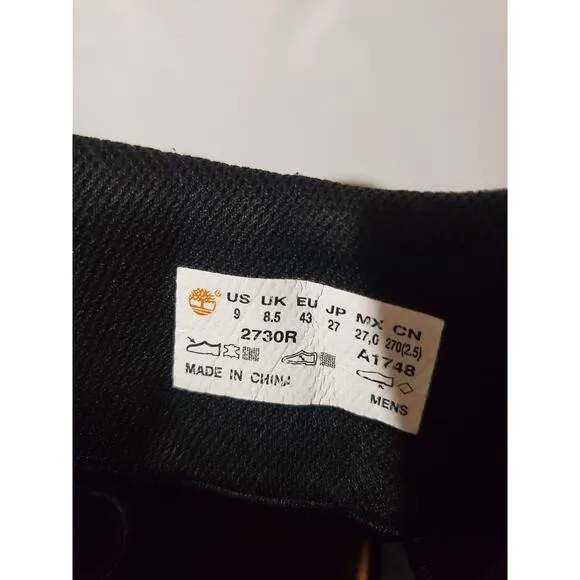 US UK EU JP MX CN
9 8.5 43 27 27,0 270(2.5)
2730R A1748
MADE IN CHINA MENS